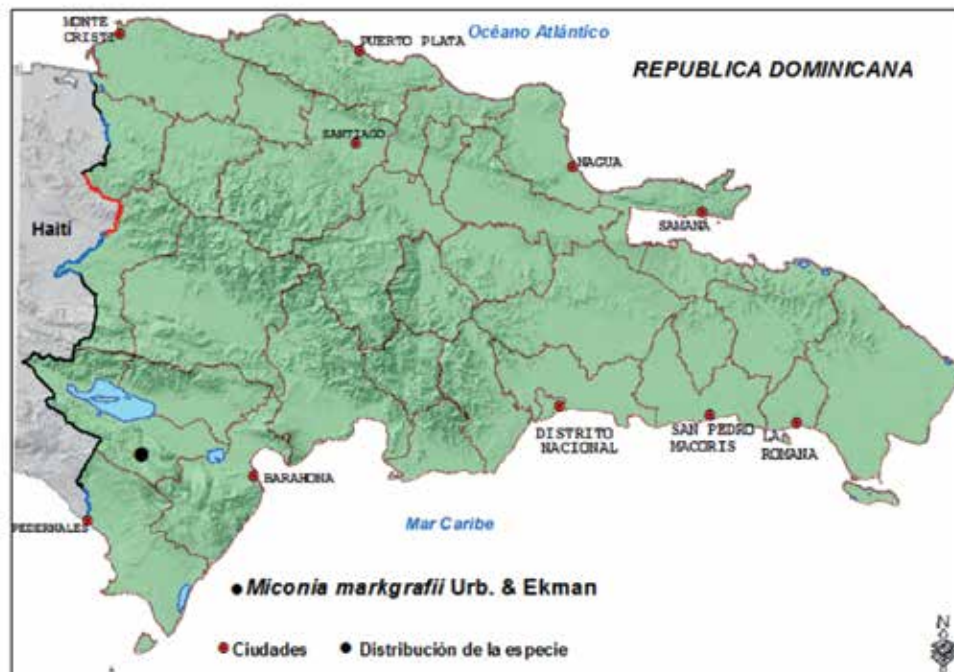 MONTE
CRISTI
PUERTO PLATA
Océano Atlántico
REPUBLICA DOMINICANA
SANTIAGO
NAGUA
SAMANA
Haití
DISTRITO
NACIONAL
SAN PEDRO
MACORIS
LA
ROMANA
BARAHONA
PEDERNALES
Mar Caribe
Miconia markgrafii Urb. & Ekman
Ciudades
Distribución de la especie
N